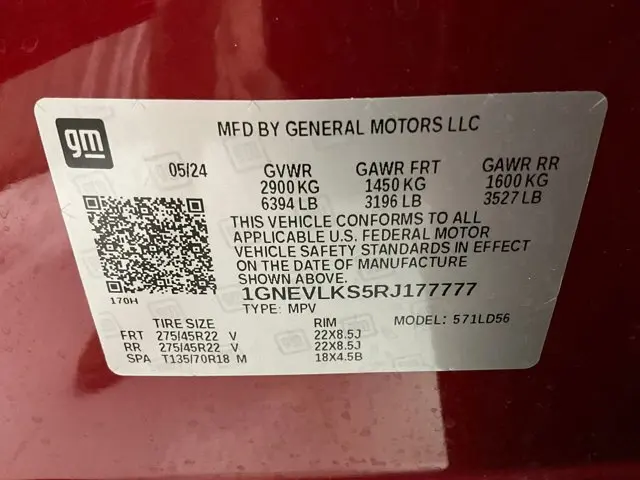 gm
MFD BY GENERAL MOTORS LLC
05/24 GVWR GAWR FRT GAWR RR
2900 KG 1450 KG 1600 KG
6394 LB 3196 LB 3527 LB
THIS VEHICLE CONFORMS TO ALL
APPLICABLE U.S. FEDERAL MOTOR
VEHICLE SAFETY STANDARDS IN EFFECT
ON THE DATE OF MANUFACTURE
SHOWN ABOVE.
170H
1GNEVLKS5RJ177777
TYPE: MPV MODEL: 571LD56
TIRE SIZE RIM
FRT 275/45R22 V 22X8.5J
RR 275/45R22 V 22X8.5J
SPA T135/70R18 M 18X4.5B